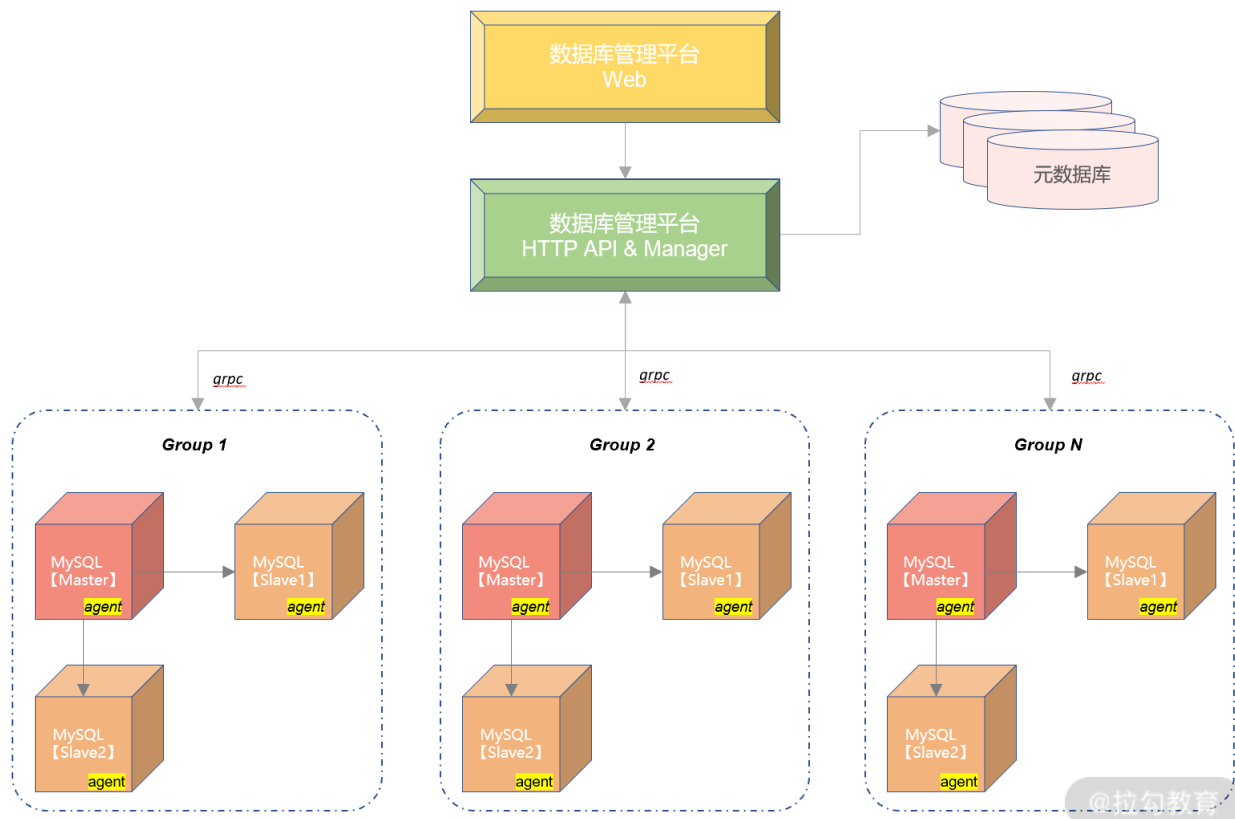 数据库管理平台
Web
数据库管理平台
HTTP API & Manager
元数据库
grpc
grpc
grpc
Group 1
Group 2
Group N
MySQL
【Master】
agent
MySQL
【Slave1】
agent
MySQL
【Master】
agent
MySQL
【Slave1】
agent
MySQL
【Master】
agent
MySQL
【Slave1】
agent
MySQL
【Slave2】
agent
MySQL
【Slave2】
agent
MySQL
【Slave2】
agent
@拉勾教育